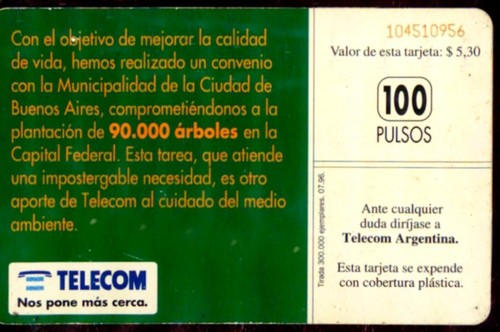 Con el objetivo de mejorar la calidad
de vida, hemos realizado un convenio
con la Municipalidad de la Ciudad de
Buenos Aires, comprometiéndonos a la
plantación de 90.000 árboles en la
Capital Federal. Esta tarea, que atiende
una impostergable necesidad, es otro
aporte de Telecom al cuidado del medio
ambiente.
TELECOM
Nos pone más cerca.
104510956
Valor de esta tarjeta: $ 5,30
100
PULSOS
Tirada 300.000 ejemplares. 07.96.
Ante cualquier
duda diríjase a
Telecom Argentina.
Esta tarjeta se expende
con cobertura plástica.